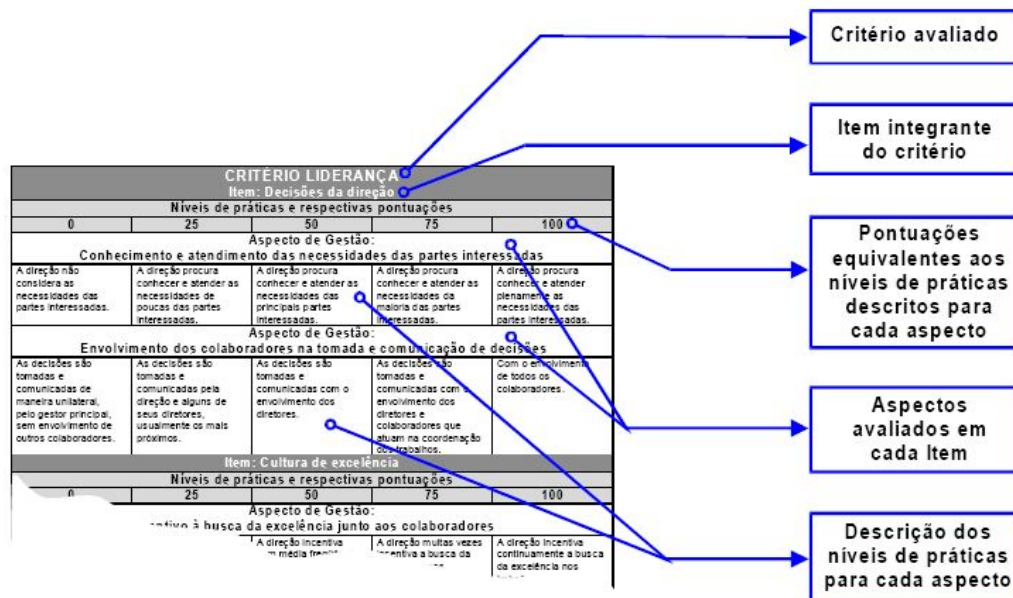 Critério avaliado
Item integrante
do critério
CRITÉRIO LIDERANÇA
Item: Decisões da direção
Níveis de práticas e respectivas pontuações
0 25 50 75 100
Aspecto de Gestão:
Conhecimento e atendimento das necessidades das partes interessadas
A direção não
considera as
necessidades das
partes interessadas.
A direção procura
conhecer e atender as
necessidades de
poucas das partes
interessadas.
A direção procura
conhecer e atender as
necessidades das
principais partes
interessadas.
A direção procura
conhecer e atender as
necessidades da
maioria das partes
interessadas.
A direção procura
conhecer e atender
plenamente as
necessidades das
partes interessadas.
Aspecto de Gestão:
Envolvimento dos colaboradores na tomada e comunicação de decisões
As decisões são
tomadas e
comunicadas de
maneira unilateral,
pelo gestor principal,
sem envolvimento de
outros colaboradores.
As decisões são
tomadas e
comunicadas pela
direção e alguns de
seus diretores,
usualmente os mais
próximos.
As decisões são
tomadas e
comunicadas com o
envolvimento dos
diretores.
As decisões são
tomadas e
comunicadas com o
envolvimento dos
diretores e
colaboradores que
atuam na coordenação
dos trabalhos.
Com o envolvimento
de todos os
colaboradores.
Item: Cultura de excelência
Níveis de práticas e respectivas pontuações
0 25 50 75 100
Aspecto de Gestão:
à busca da excelência junto aos colaboradores
A direção incentiva
média
A direção muitas vezes
a busca da
A direção incentiva
continuamente a busca
da excelência nos
Pontuações
equivalentes aos
níveis de práticas
descritos para
cada aspecto
Aspectos
avaliados em
cada Item
Descrição dos
níveis de práticas
para cada aspecto